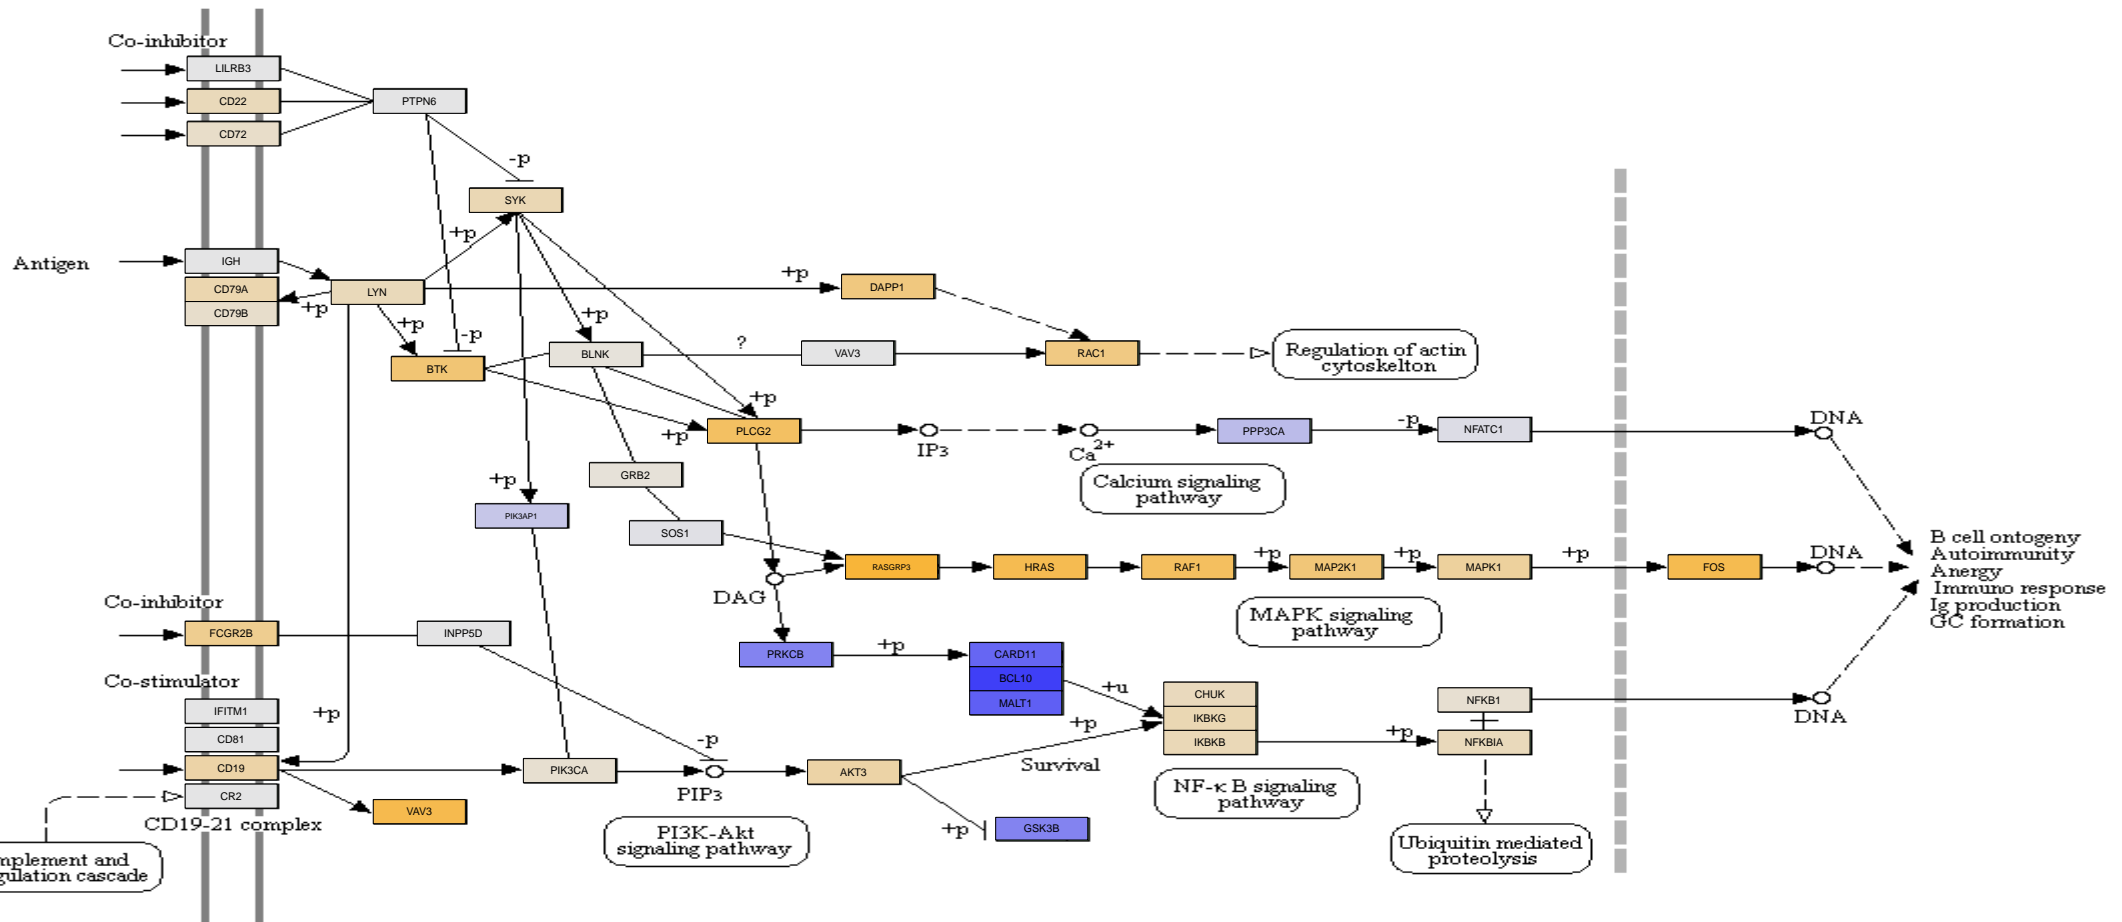 Co-inhibitor
LILRB3
CD22
CD72
PTPN6
-p
SYK
+p
Antigen
IGH
CD79A
CD79B
LYN
+p
+p
-p
+p
DAPP1
BTK
+p
BLNK
?
VAV3
RAC1
Regulation of actin
cytoskelton
+p
+p
PLCG2
IP3
Ca2+
PPP3CA
-p
NFATC1
DNA
Calcium signaling
pathway
GRB2
+p
PIK3AP1
SOS1
DAG
RASGRP3
HRAS
RAF1
+p
MAP2K1
+p
MAPK1
+p
FOS
DNA
B cell ontogeny
Autoimmunity
Anergy
Immuno response
Ig production
GC formation
MAPK signaling
pathway
Co-inhibitor
FCGR2B
INPP5D
PRKCB
+p
CARD11
BCL10
MALT1
+u
+p
CHUK
IKBKG
IKBKB
+p
NFKB1
NFKBIA
DNA
Co-stimulator
IFITM1
CD81
CD19
CR2
+p
CD19-21 complex
VAV3
PIK3CA
-p
PIP3
AKT3
Survival
+p
GSK3B
PI3K-Akt
signaling pathway
NF-κ B signaling
pathway
Ubiquitin mediated
proteolysis
mplement and
gulation cascade